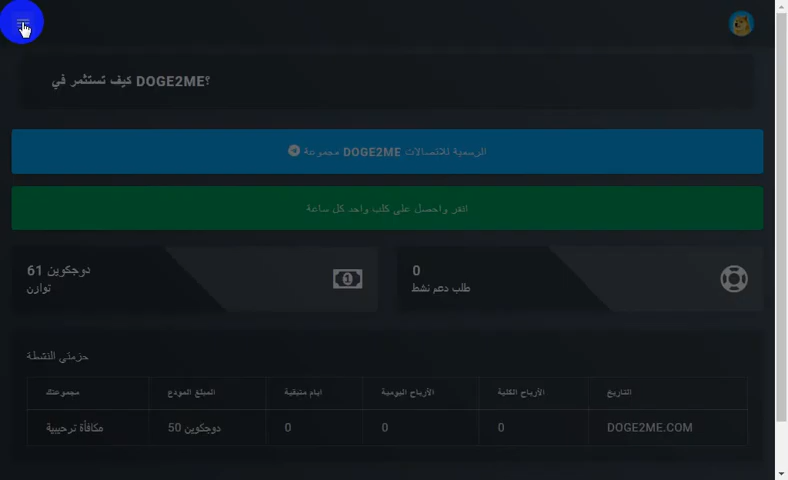 كيف تستثمر في DOGE2ME؟
مجموعة DOGE2ME الرسمية للاتصالات
انقر واحصل على كلب واحد كل ساعة
61 دوجكوين
توازن
0
طلب دعم نشط
حزمتي النشطة
مجموعتك
المبلغ المودع
ايام متبقية
الأرباح اليومية
الأرباح الكلية
التاريخ
مكافأة ترحيبية
50 دوجكوين
0
0
0
DOGE2ME.COM